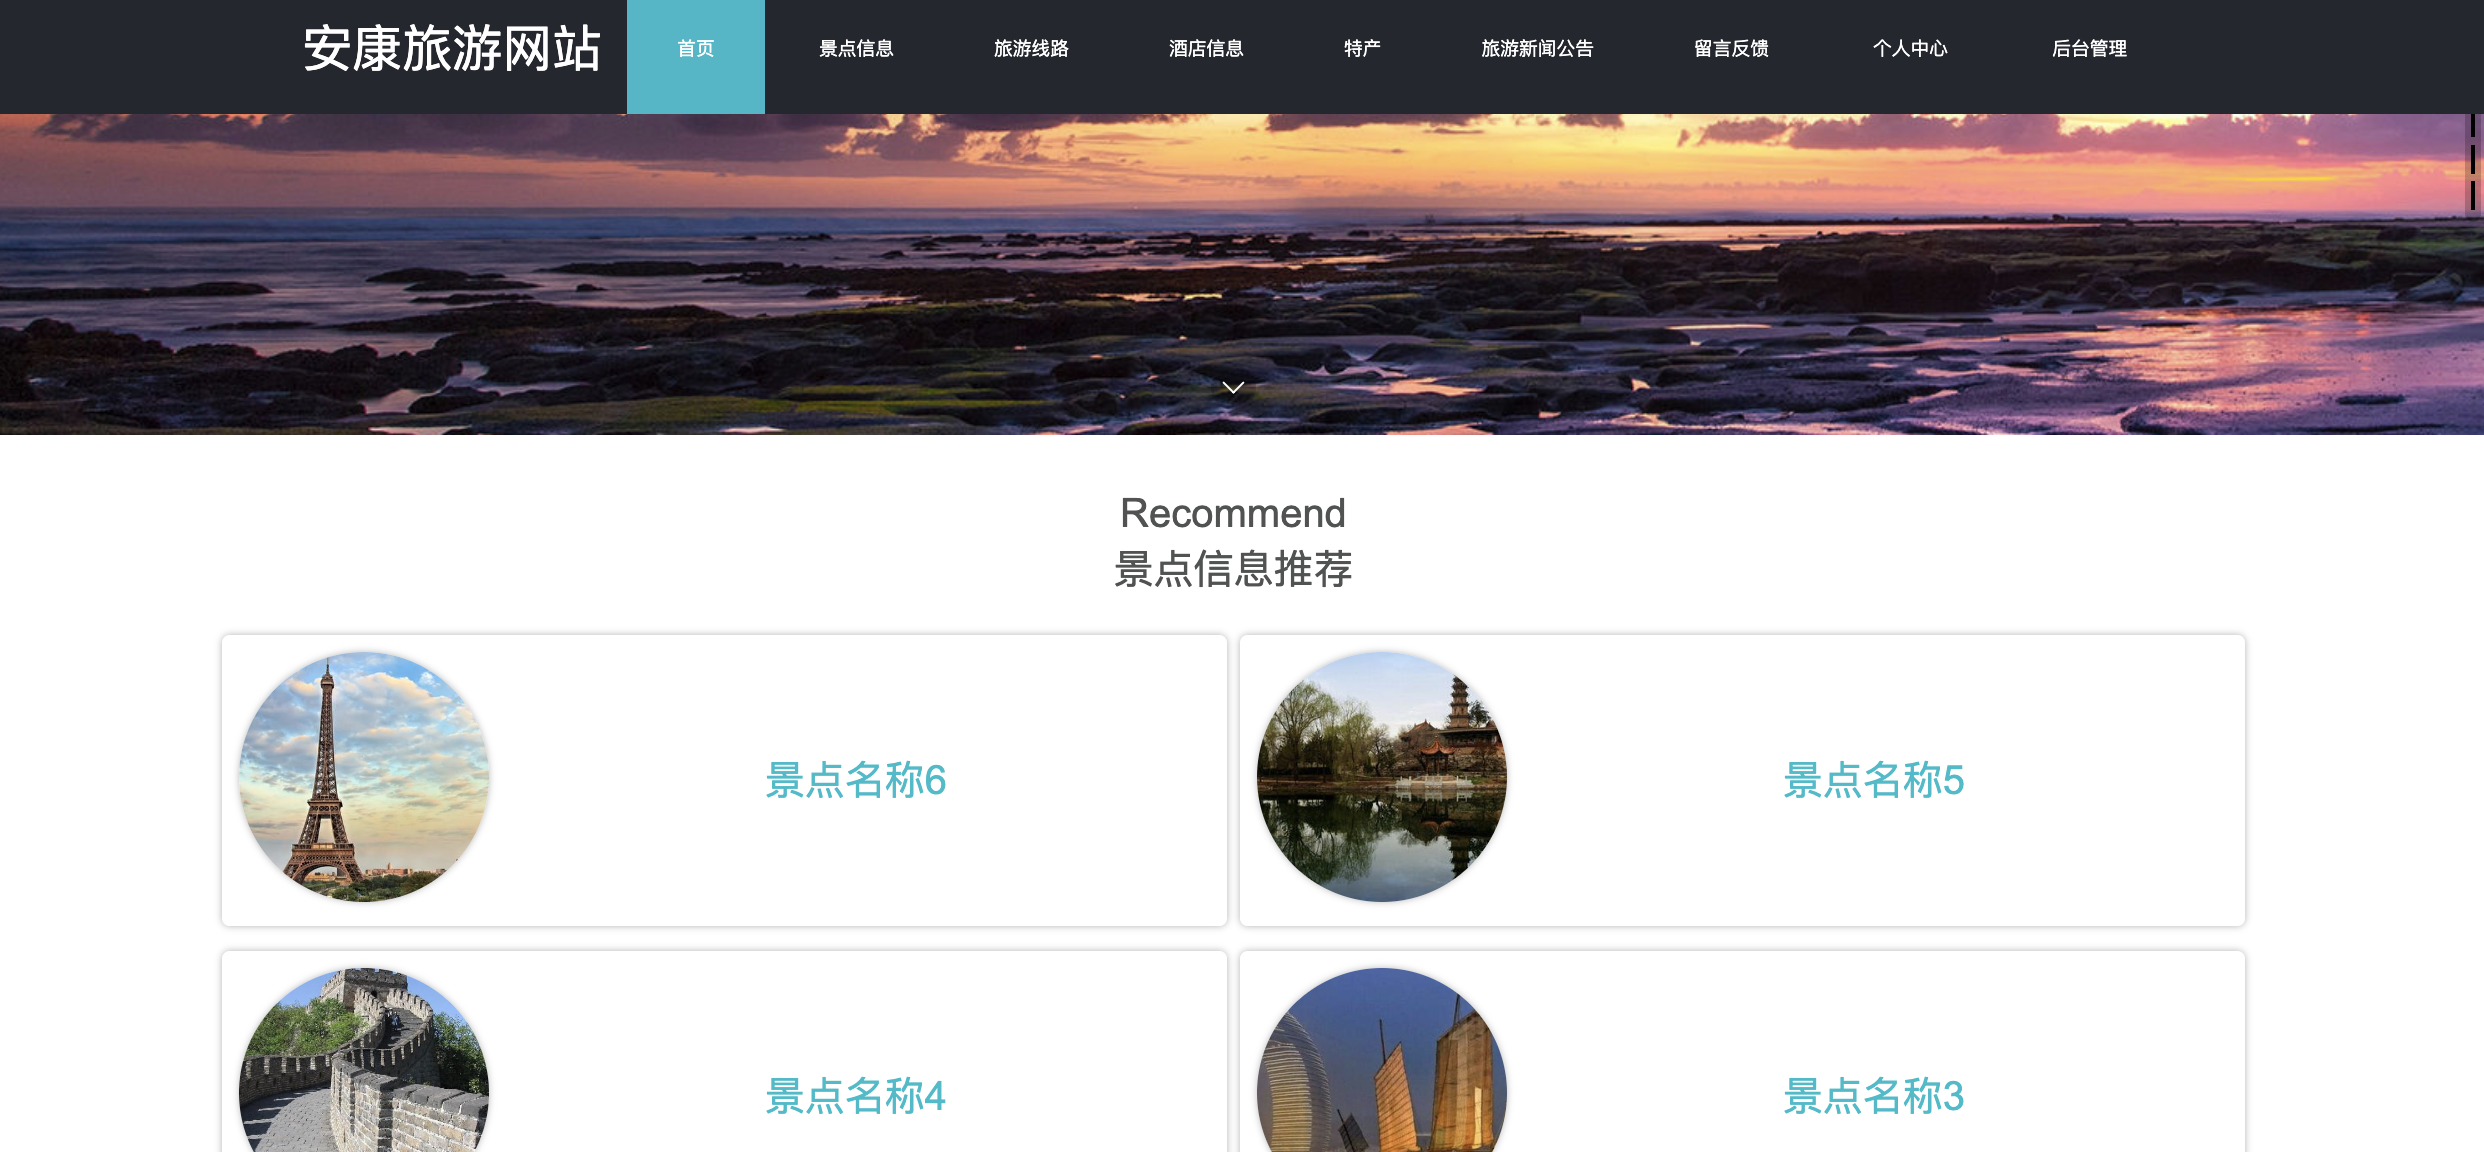 安康旅游网站
首页 景点信息 旅游线路 酒店信息 特产 旅游新闻公告 留言反馈 个人中心 后台管理
Recommend
景点信息推荐
景点名称6
景点名称5
景点名称4
景点名称3